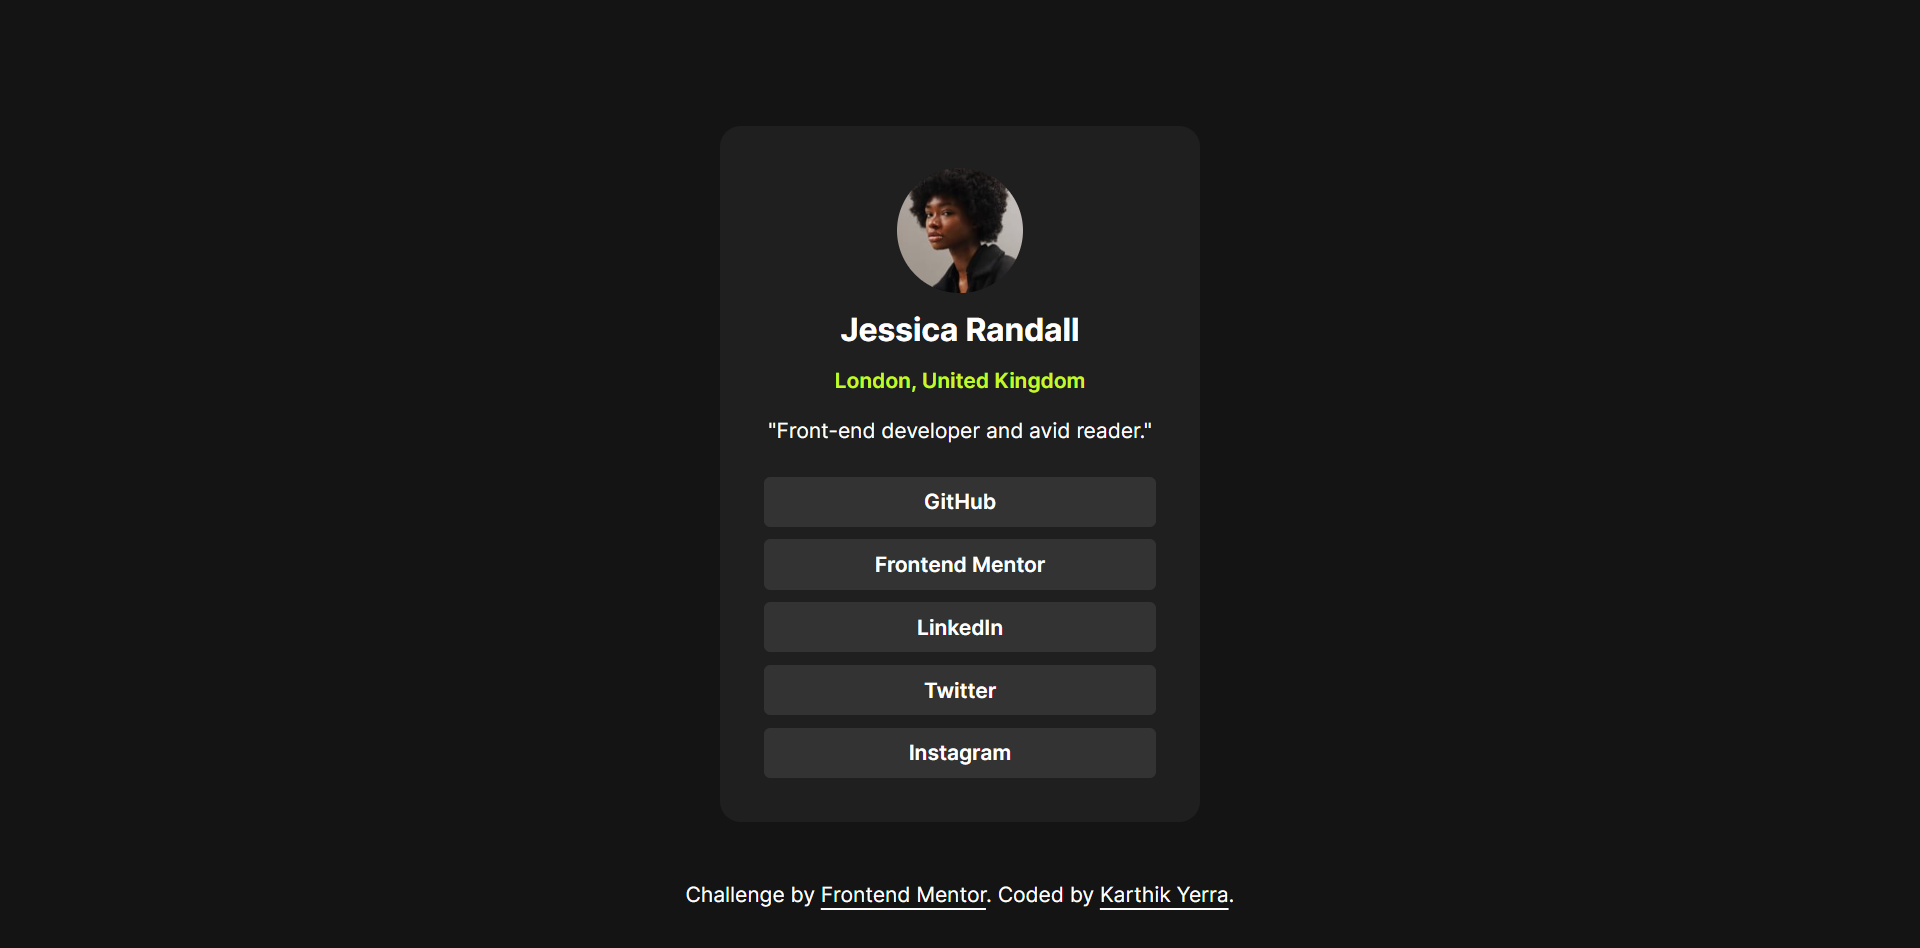 Jessica Randall
London, United Kingdom
"Front-end developer and avid reader."
GitHub
Frontend Mentor
LinkedIn
Twitter
Instagram
Challenge by Frontend Mentor. Coded by Karthik Yerra.